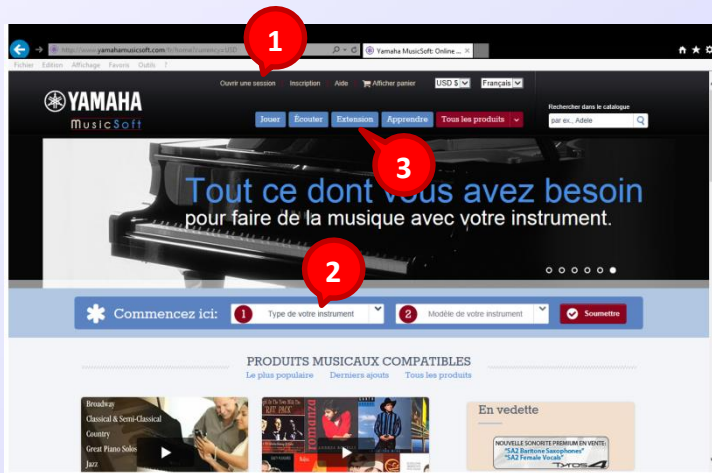 1
http://www.yamahamusicsoft.com/fr/home?currency=USD
Yamaha MusicSoft: Online ...
Fichier Edition Affichage Favoris Outils ?
Ouvrir une session Inscription Aide Afficher panier USD $ Français
YAMAHA
MusicSoft
Jouer Écouter Extension Apprendre Tous les produits
Rechercher dans le catalogue
par ex., Adele
3
Tout ce dont vous avez besoin
pour faire de la musique avec votre instrument.
2
Commencez ici: 1 Type de votre instrument 2 Modèle de votre instrument Soumettre
PRODUITS MUSICAUX COMPATIBLES
Le plus populaire Derniers ajouts Tous les produits
Broadway
Classical & Semi-Classical
Country
Great Piano Solos
Jazz
RAT PACK
romanza
En vedette
NOUVELLE SONORITE PREMIUM EN VENTE:
"SA2 Baritone Saxophones"
"SA2 Female Vocals"
TYROS4